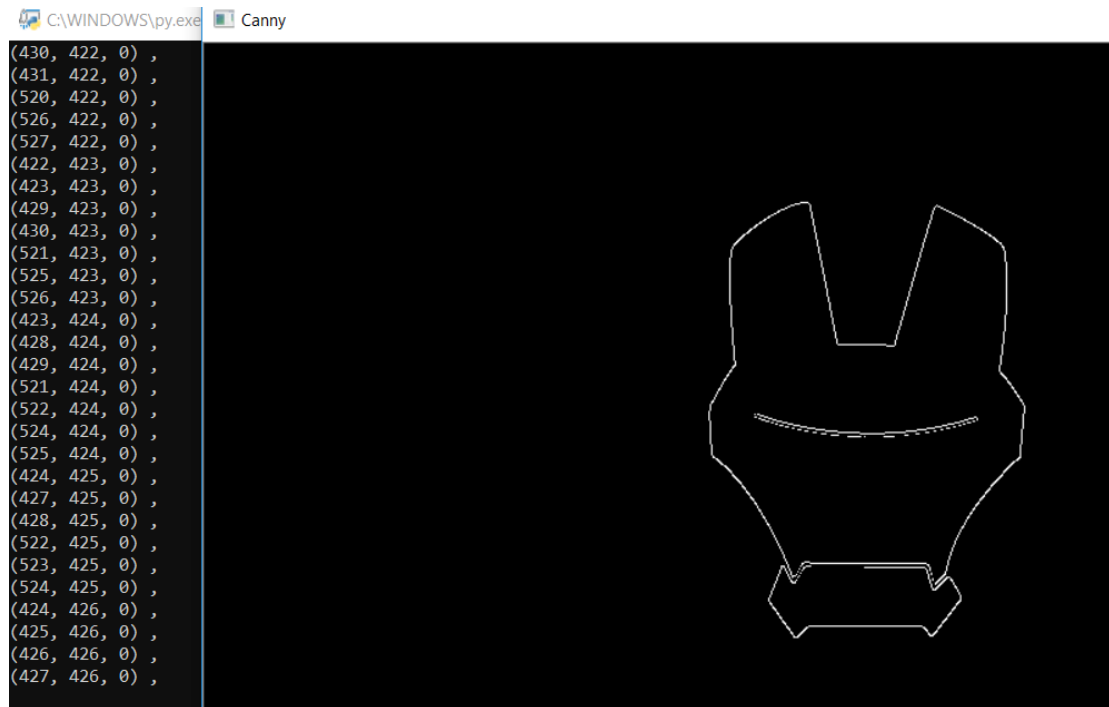 C:\WINDOWS\py.exe
Canny
(430, 422, 0) ,
(431, 422, 0) ,
(520, 422, 0) ,
(526, 422, 0) ,
(527, 422, 0) ,
(422, 423, 0) ,
(423, 423, 0) ,
(429, 423, 0) ,
(430, 423, 0) ,
(521, 423, 0) ,
(525, 423, 0) ,
(526, 423, 0) ,
(423, 424, 0) ,
(428, 424, 0) ,
(429, 424, 0) ,
(521, 424, 0) ,
(522, 424, 0) ,
(524, 424, 0) ,
(525, 424, 0) ,
(424, 425, 0) ,
(427, 425, 0) ,
(428, 425, 0) ,
(522, 425, 0) ,
(523, 425, 0) ,
(524, 425, 0) ,
(424, 426, 0) ,
(425, 426, 0) ,
(426, 426, 0) ,
(427, 426, 0) ,